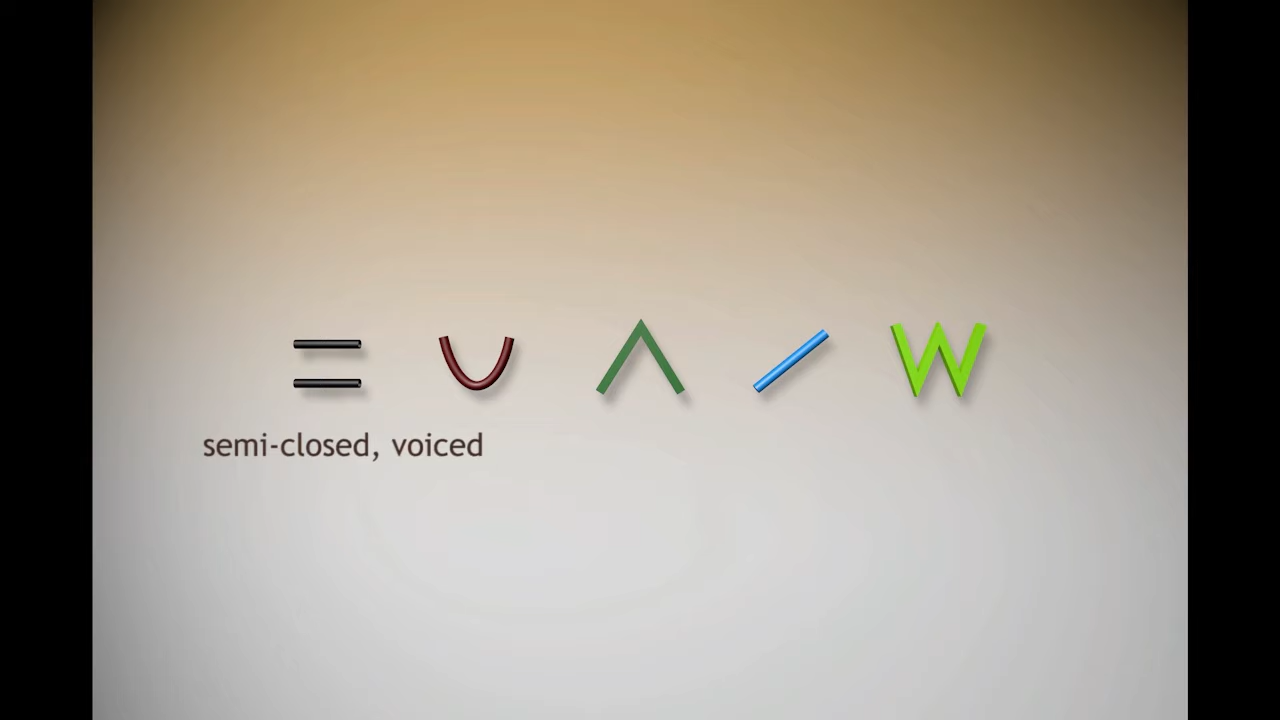 = ∪ ∧ / W
semi-closed, voiced